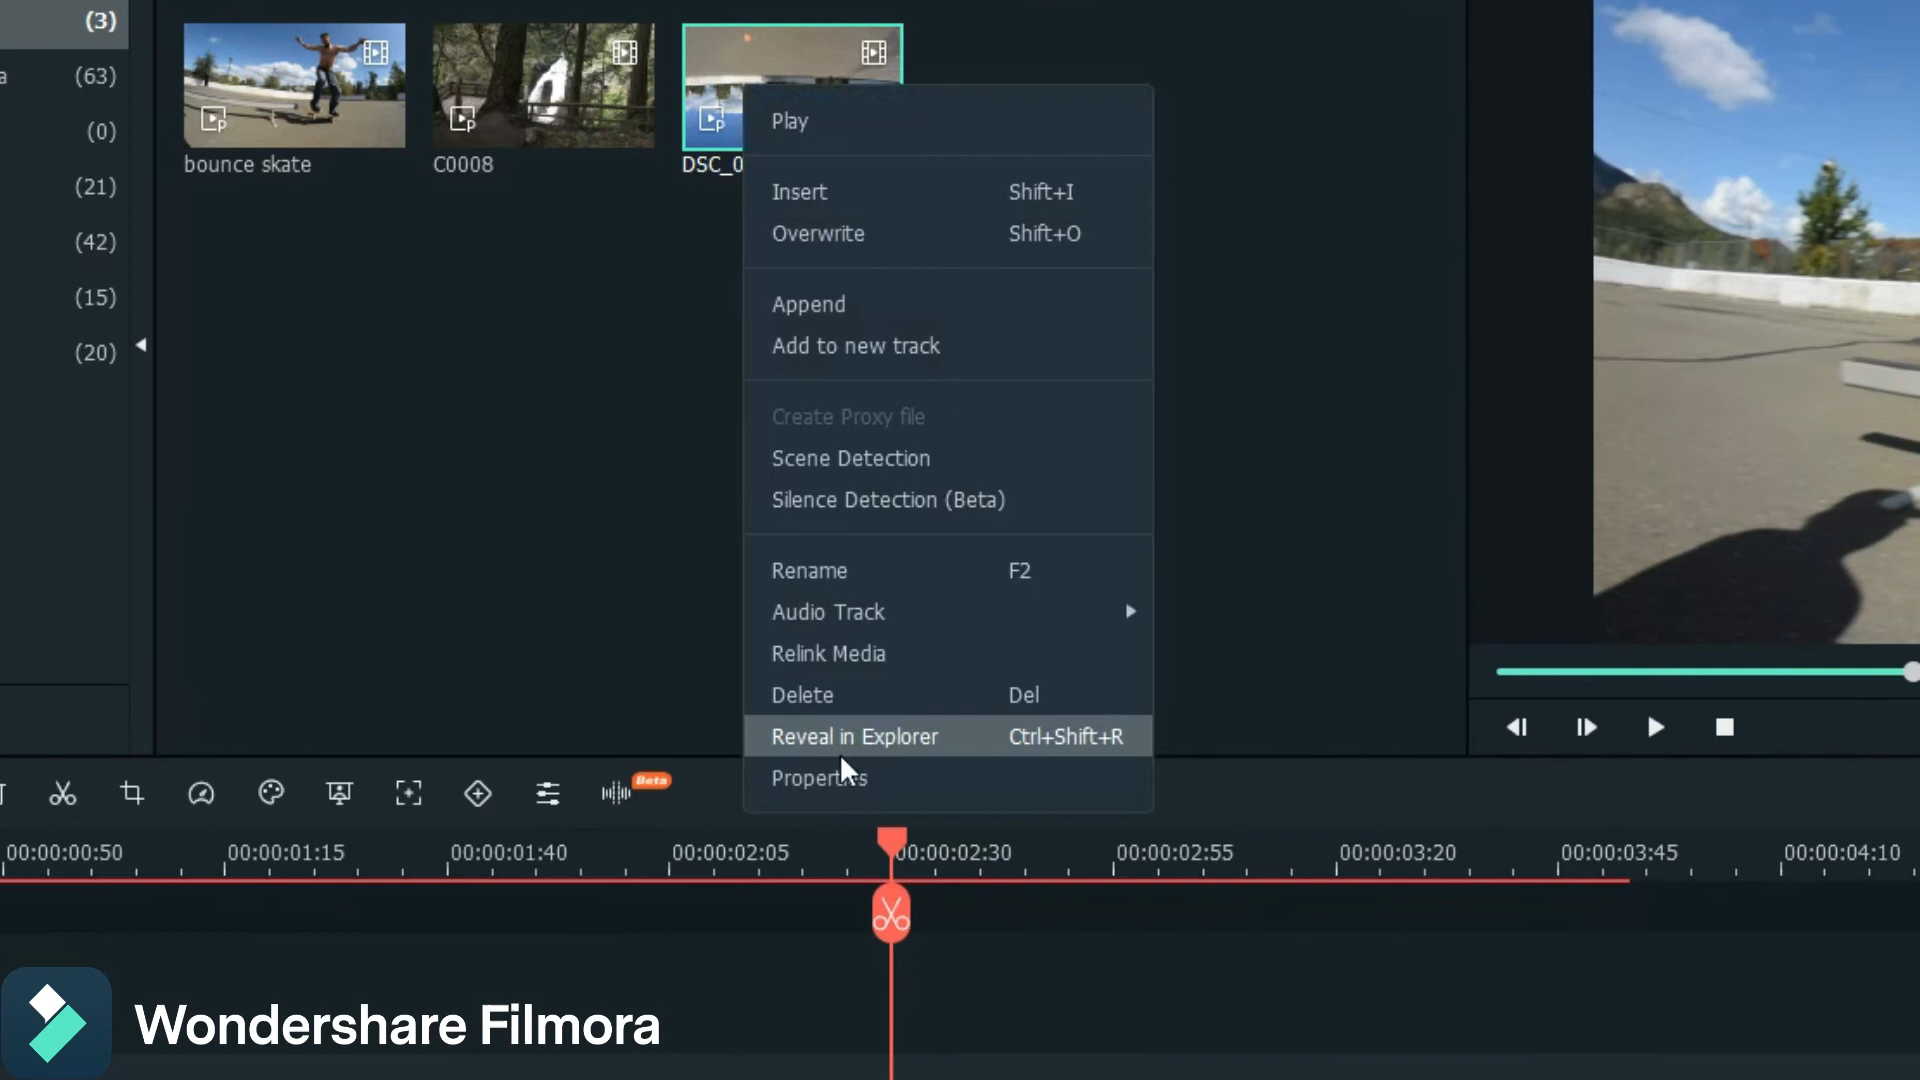 (3)
a (63)
(0)
(21)
(42)
(15)
(20)
bounce skate
C0008
DSC_0
Play
Insert Shift+I
Overwrite Shift+O
Append
Add to new track
Create Proxy file
Scene Detection
Silence Detection (Beta)
Rename F2
Audio Track
Relink Media
Delete Del
Reveal in Explorer Ctrl+Shift+R
Properties
Beta
00:00:00:50 00:00:01:15 00:00:01:40 00:00:02:05 00:00:02:30 00:00:02:55 00:00:03:20 00:00:03:45 00:00:04:10
Wondershare Filmora